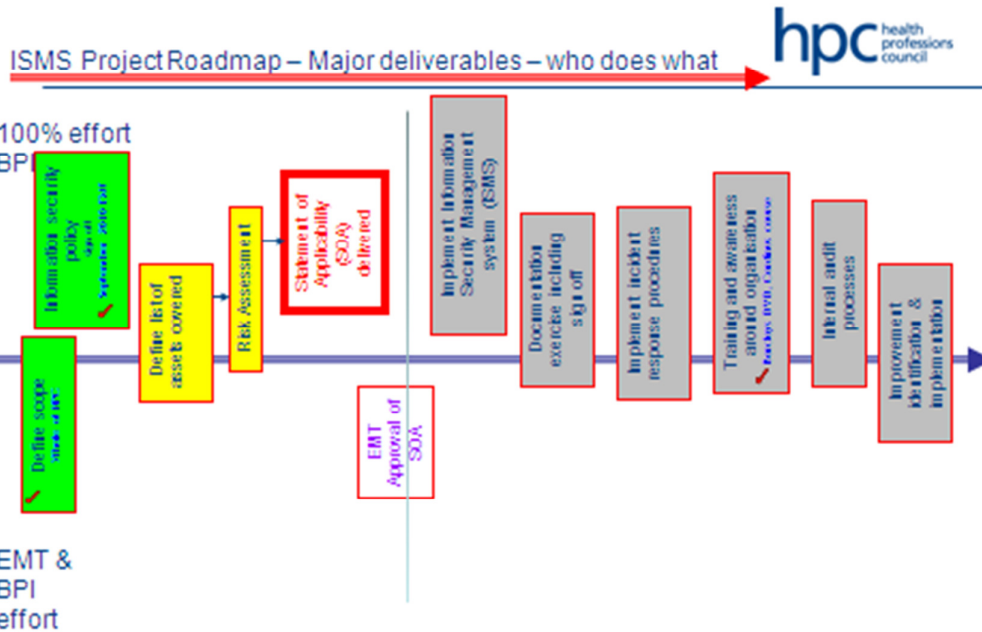 ISMS Project Roadmap – Major deliverables – who does what
hpc
health
professions
council
100% effort
BPI
Information security
policy
sign off
Define scope
Define list of
assets covered
Risk Assessment
Statement of
Applicability
(SOA)
delivered
EMT
Approval of
SOA
Implement Information
Security Management
system (ISMS)
Documentation
exercise including
sign off
Implement incident
response procedures
Training and awareness
around organisation
Internal audit
processes
Improvement
identification &
implementation
EMT &
BPI
effort